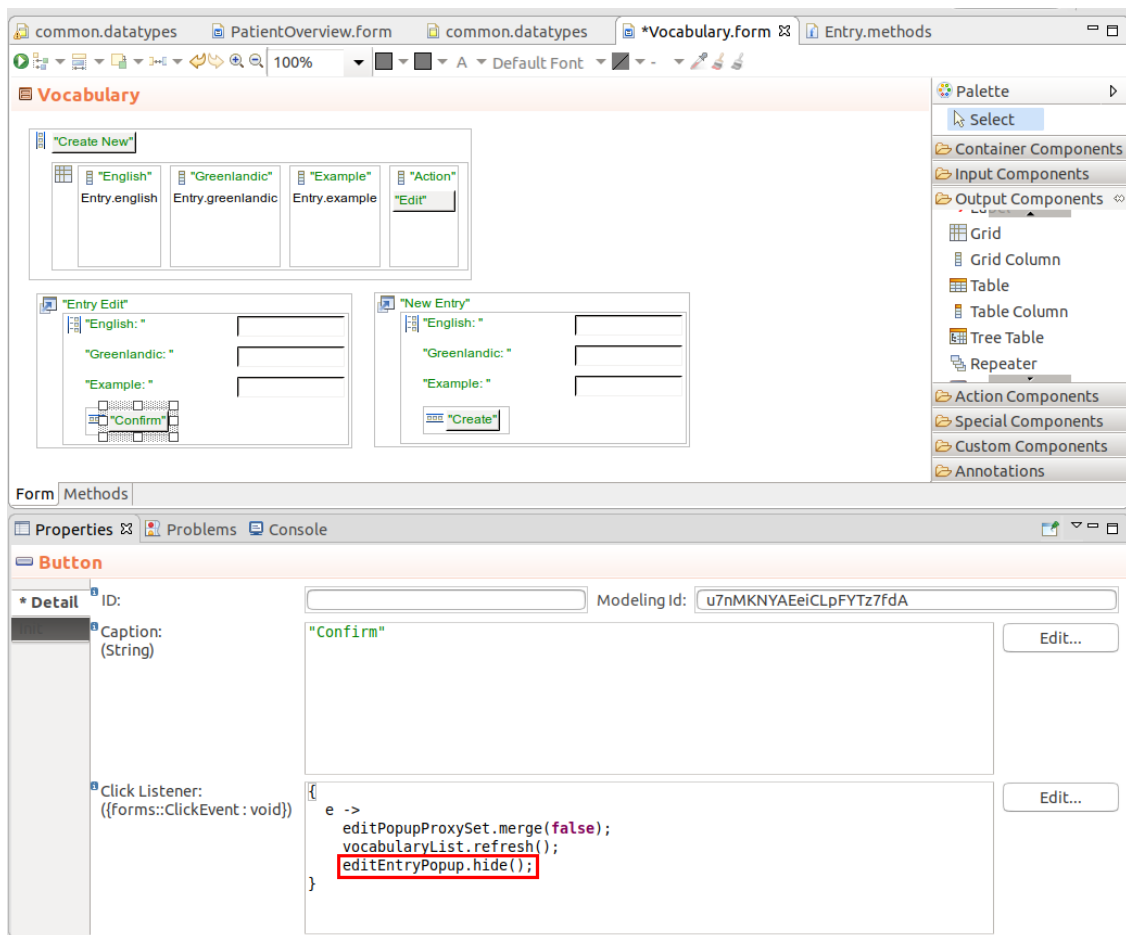 common.datatypes PatientOverview.form common.datatypes *Vocabulary.form Entry.methods
100% A Default Font -
Vocabulary
Palette
Select
Container Components
Input Components
Output Components
Grid
Grid Column
Table
Table Column
Tree Table
Repeater
Action Components
Special Components
Custom Components
Annotations
"Create New"
"English" "Greenlandic" "Example" "Action"
Entry.english Entry.greenlandic Entry.example "Edit"
"Entry Edit"
"English: "
"Greenlandic: "
"Example: "
"Confirm"
"New Entry"
"English: "
"Greenlandic: "
"Example: "
"Create"
Form Methods
Properties Problems Console
Button
* Detail
ID: Modeling Id: u7nMKNYAEeiCLpFYTz7fdA
Caption: "Confirm" Edit...
(String)
Click Listener: Edit...
({Forms::ClickEvent : void})
{
e ->
editPopupProxySet.merge(false);
vocabularyList.refresh();
editEntryPopup.hide();
}